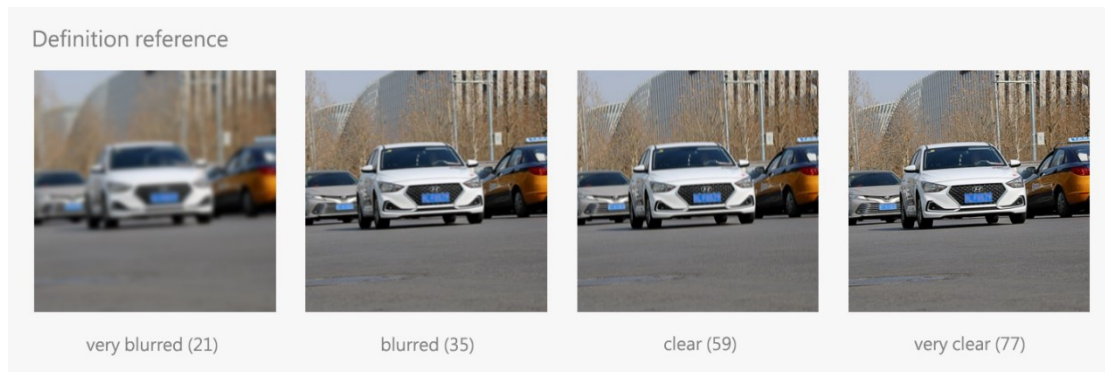 Definition reference
very blurred (21)
blurred (35)
clear (59)
very clear (77)